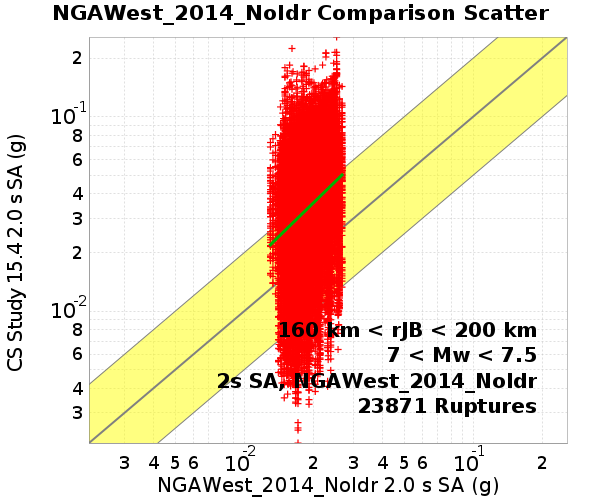 NGAWest_2014_NoIdr Comparison Scatter
CS Study 15.4 2.0 s SA (g)
2
10-1
8
6
4
3
2
10-2
8
6
4
3
160 km < rJB < 200 km
7 < Mw < 7.5
2s SA, NGAWest_2014_NoIdr
23871 Ruptures
3 4 5 6 10-2 2 3 4 5 6 10-1 2
NGAWest_2014_NoIdr 2.0 s SA (g)